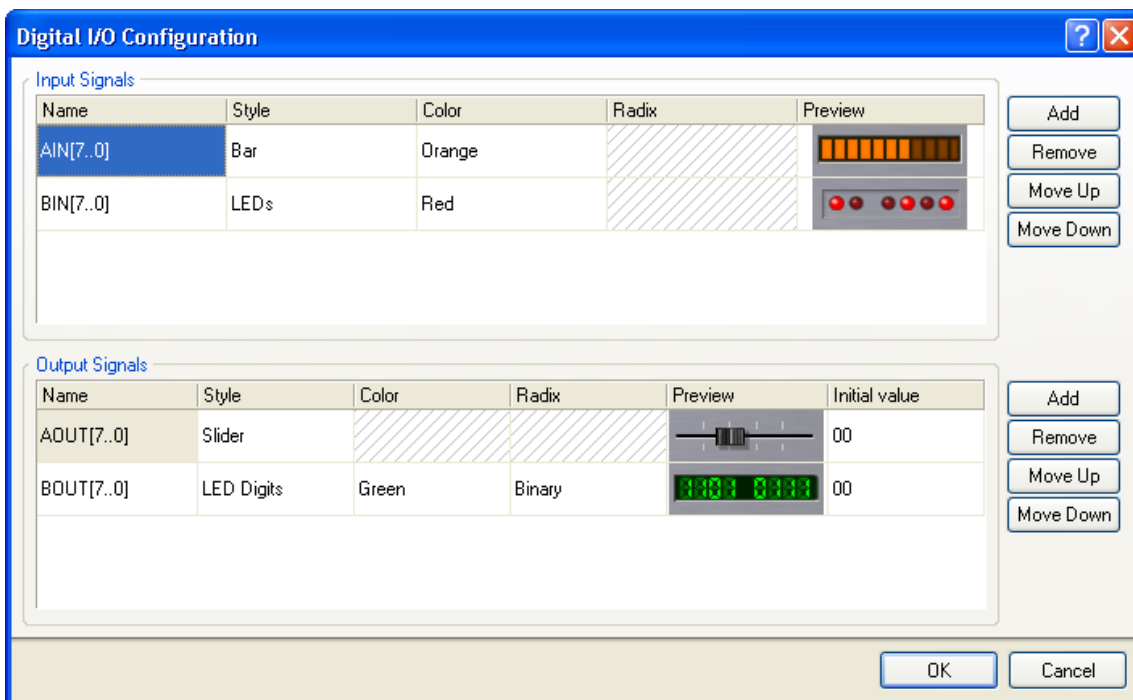 Digital I/O Configuration
Input Signals
Name Style Color Radix Preview
AIN[7..0] Bar Orange
BIN[7..0] LEDs Red
Add
Remove
Move Up
Move Down
Output Signals
Name Style Color Radix Preview Initial value
AOUT[7..0] Slider 00
BOUT[7..0] LED Digits Green Binary 1101 0111 00
Add
Remove
Move Up
Move Down
OK Cancel